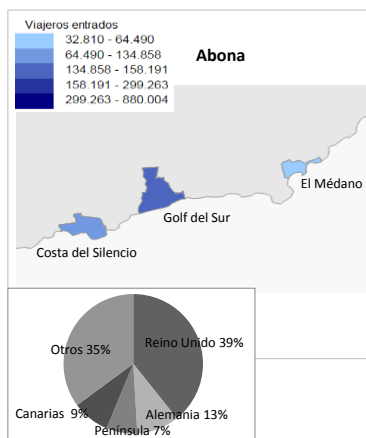 Viajeros entrados
32.810 - 64.490
64.490 - 134.858
134.858 - 158.191
158.191 - 299.263
299.263 - 880.004
Abona
El Médano
Golf del Sur
Costa del Silencio
Reino Unido 39%
Otros 35%
Canarias 9%
Alemania 13%
Península 7%